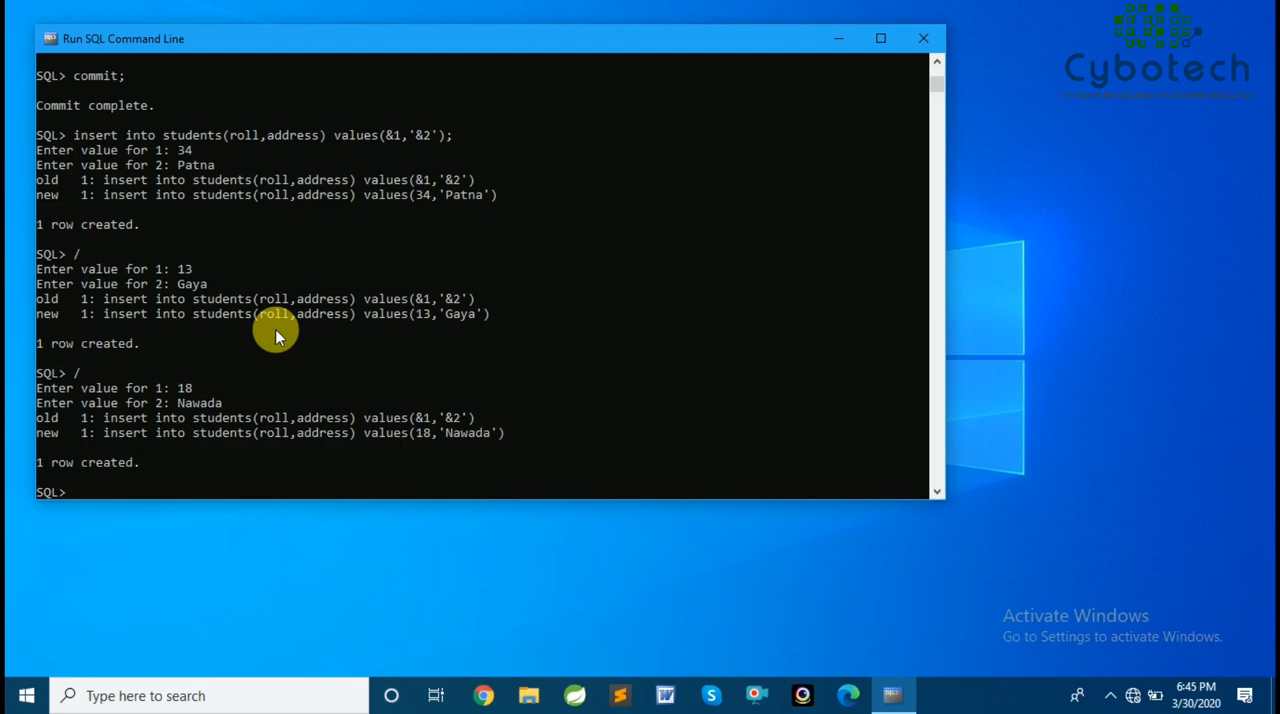 Run SQL Command Line
SQL> commit;
Commit complete.
SQL> insert into students(roll,address) values(&1,'&2');
Enter value for 1: 34
Enter value for 2: Patna
old   1: insert into students(roll,address) values(&1,'&2')
new   1: insert into students(roll,address) values(34,'Patna')
1 row created.
SQL> /
Enter value for 1: 13
Enter value for 2: Gaya
old   1: insert into students(roll,address) values(&1,'&2')
new   1: insert into students(roll,address) values(13,'Gaya')
1 row created.
SQL> /
Enter value for 1: 18
Enter value for 2: Nawada
old   1: insert into students(roll,address) values(&1,'&2')
new   1: insert into students(roll,address) values(18,'Nawada')
1 row created.
SQL>
Cybotech
Activate Windows
Go to Settings to activate Windows.
Type here to search
6:45 PM
3/30/2020